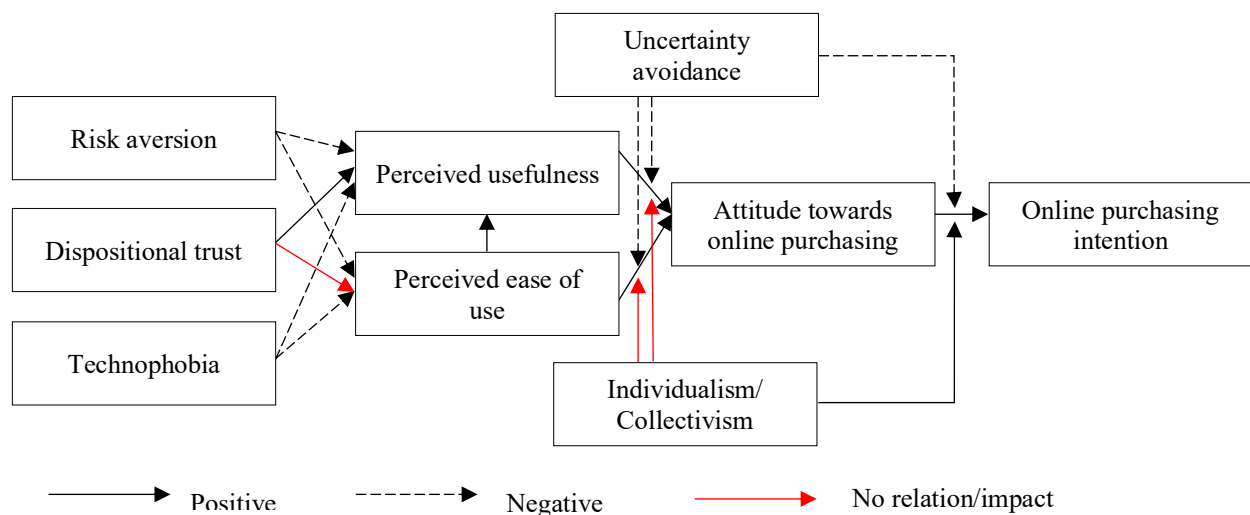 Uncertainty
avoidance
Risk aversion
Perceived usefulness
Dispositional trust
Attitude towards
online purchasing
Online purchasing
intention
Perceived ease of
use
Technophobia
Individualism/
Collectivism
Positive
Negative
No relation/impact